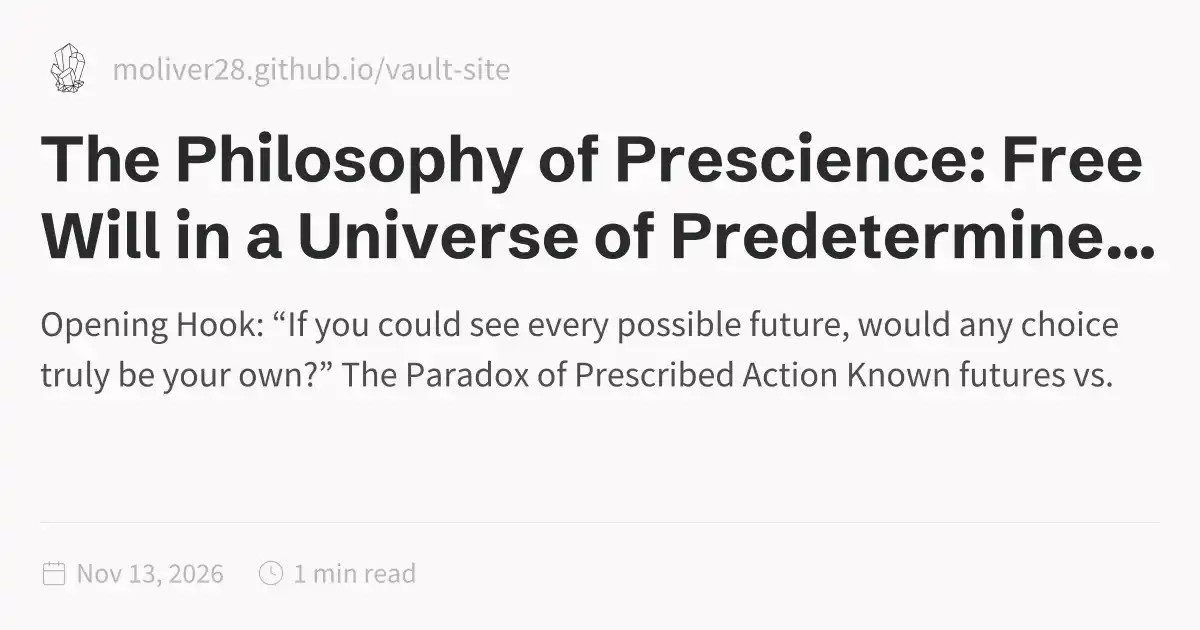 moliver28.github.io/vault-site
The Philosophy of Prescience: Free
Will in a Universe of Predetermine...
Opening Hook: “If you could see every possible future, would any choice
truly be your own?” The Paradox of Prescribed Action Known futures vs.
Nov 13, 2026 1 min read